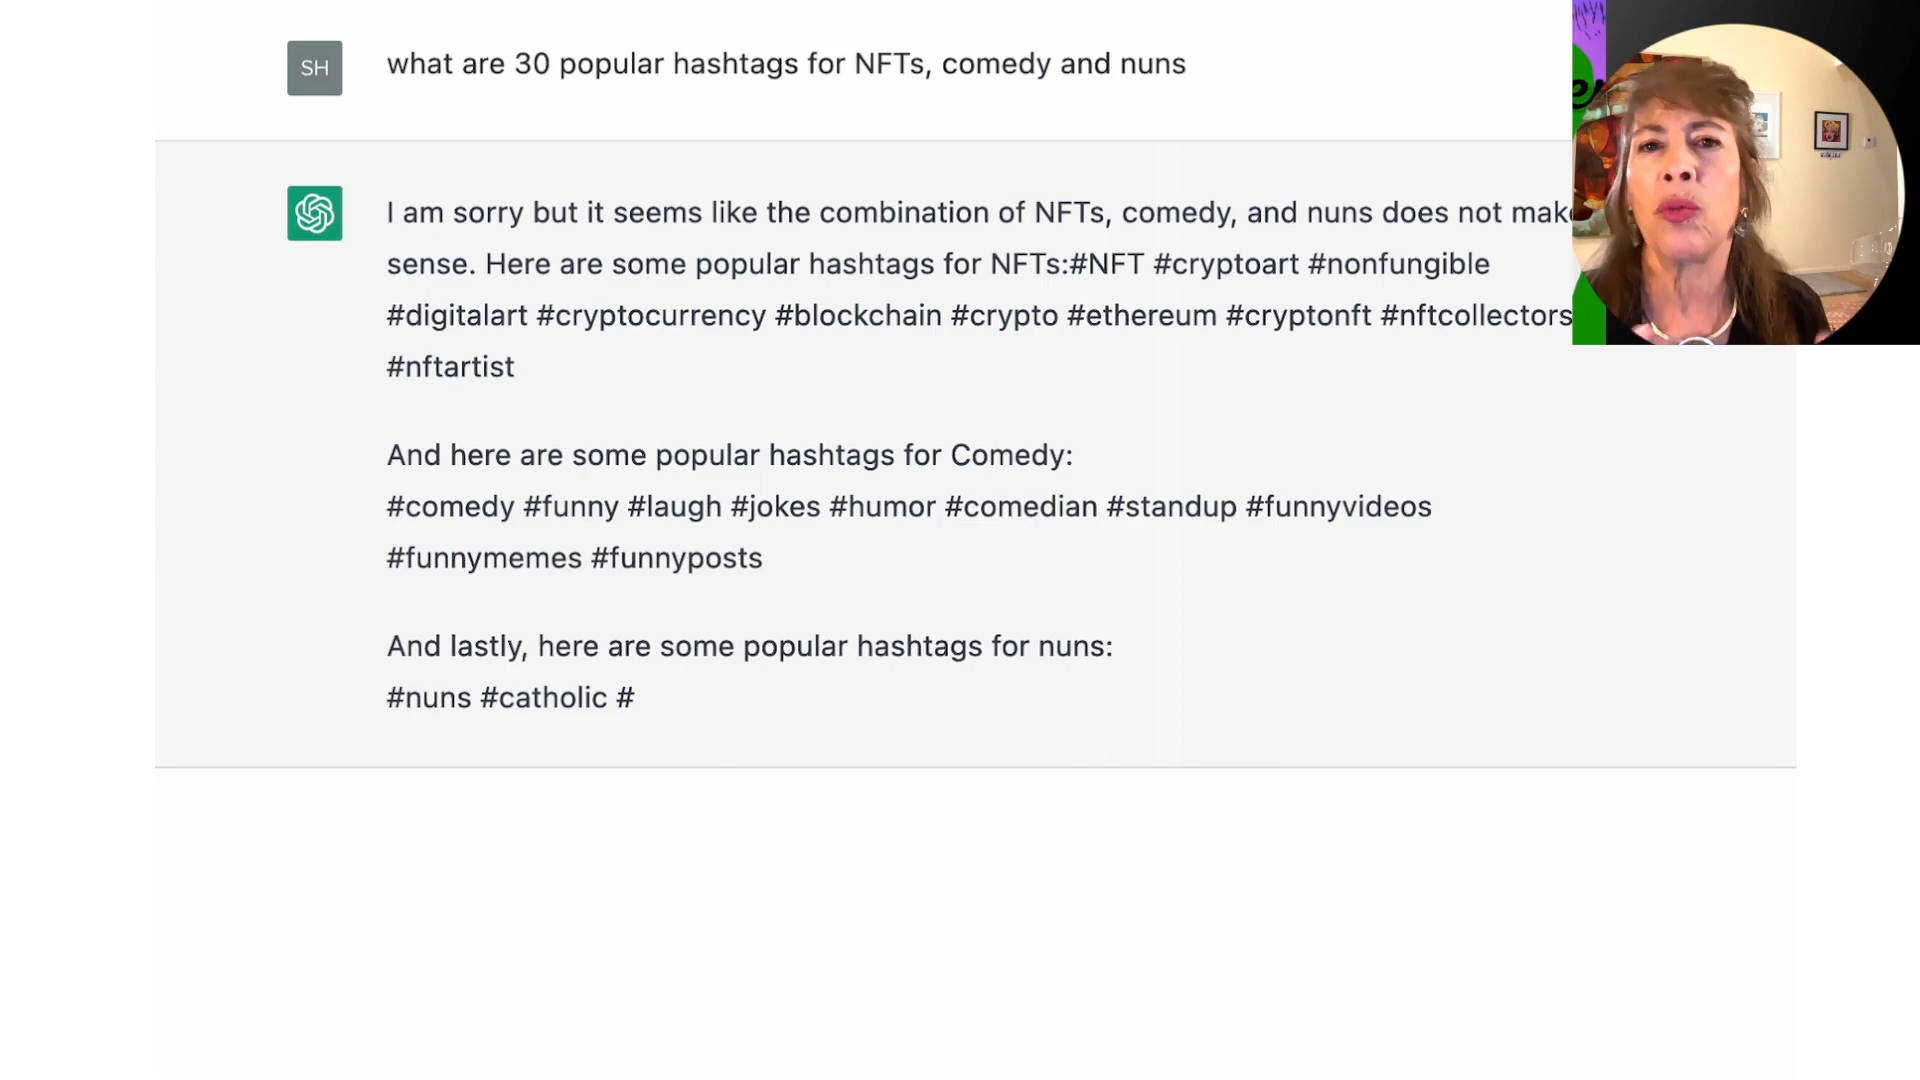 SH
what are 30 popular hashtags for NFTs, comedy and nuns
I am sorry but it seems like the combination of NFTs, comedy, and nuns does not mak
sense. Here are some popular hashtags for NFTs:#NFT #cryptoart #nonfungible
#digitalart #cryptocurrency #blockchain #crypto #ethereum #cryptonft #nftcollectors
#nftartist
And here are some popular hashtags for Comedy:
#comedy #funny #laugh #jokes #humor #comedian #standup #funnyvideos
#funnymemes #funnyposts
And lastly, here are some popular hashtags for nuns:
#nuns #catholic #